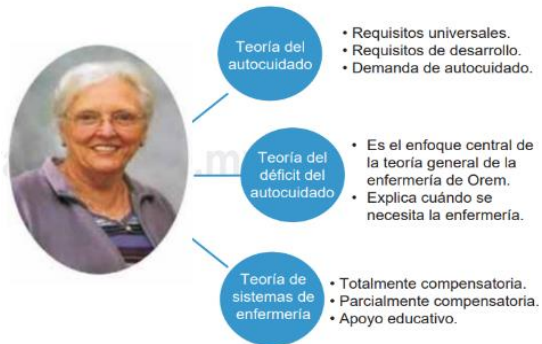 Teoría del
autocuidado
• Requisitos universales.
• Requisitos de desarrollo.
• Demanda de autocuidado.
Teoría del
déficit del
autocuidado
• Es el enfoque central de
la teoría general de la
enfermería de Orem.
• Explica cuándo se
necesita la enfermería.
Teoría de
sistemas de
enfermería
• Totalmente compensatoria.
• Parcialmente compensatoria.
• Apoyo educativo.